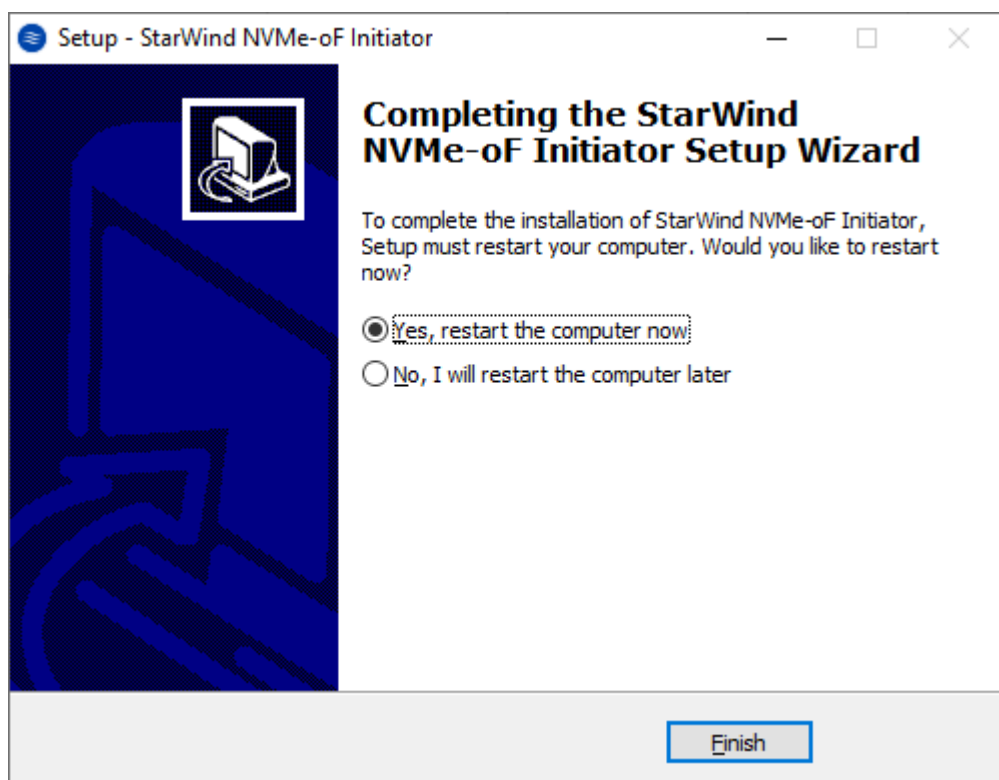 Setup - StarWind NVMe-oF Initiator
Completing the StarWind
NVMe-oF Initiator Setup Wizard
To complete the installation of StarWind NVMe-oF Initiator,
Setup must restart your computer. Would you like to restart
now?
Yes, restart the computer now
No, I will restart the computer later
Finish